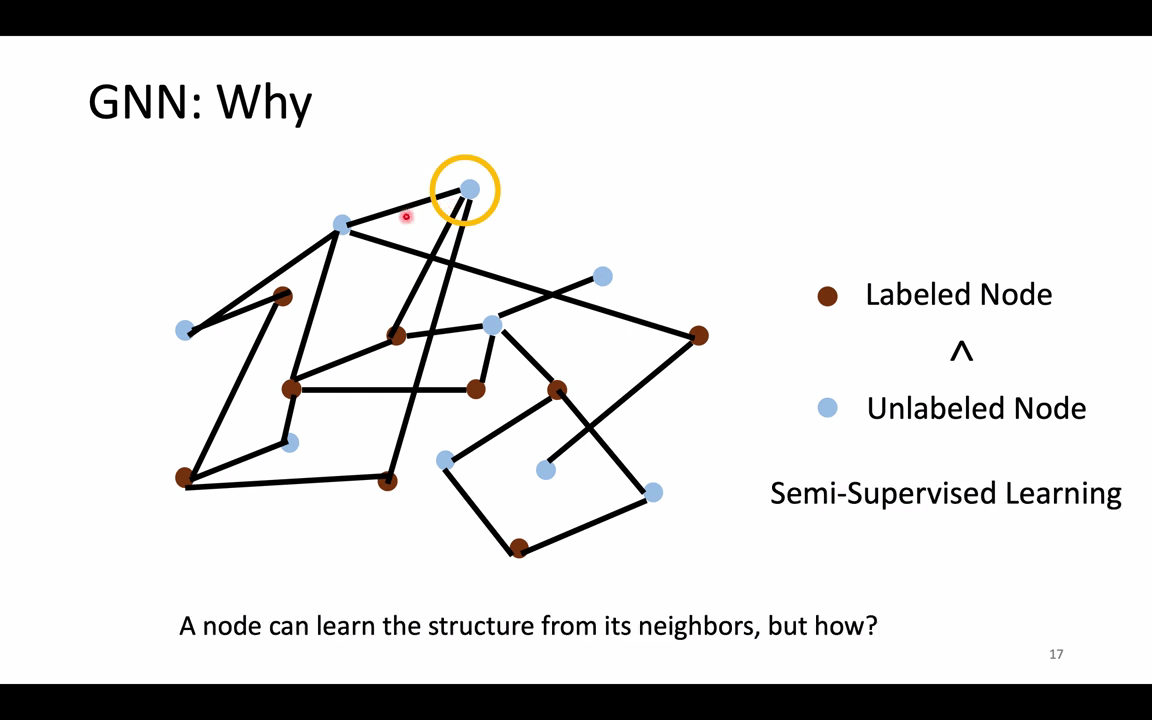 GNN: Why
Labeled Node
^
Unlabeled Node
Semi-Supervised Learning
A node can learn the structure from its neighbors, but how?
17